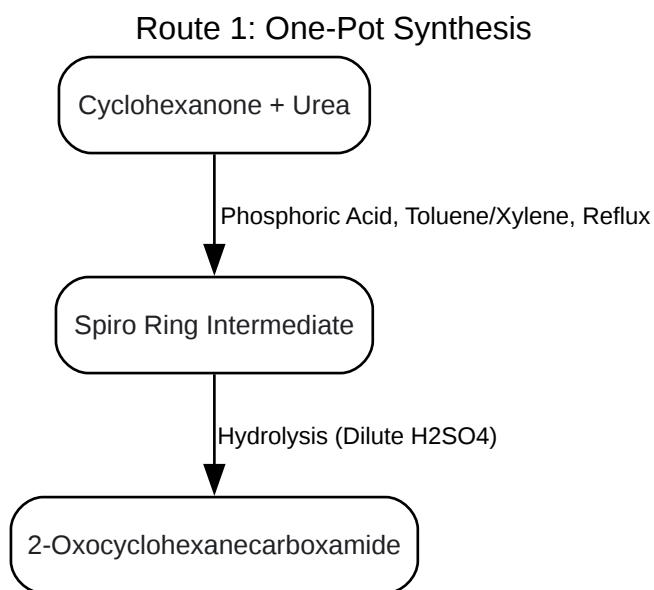 Route 1: One-Pot Synthesis
Cyclohexanone + Urea
Phosphoric Acid, Toluene/Xylene, Reflux
Spiro Ring Intermediate
Hydrolysis (Dilute H2SO4)
2-Oxocyclohexanecarboxamide